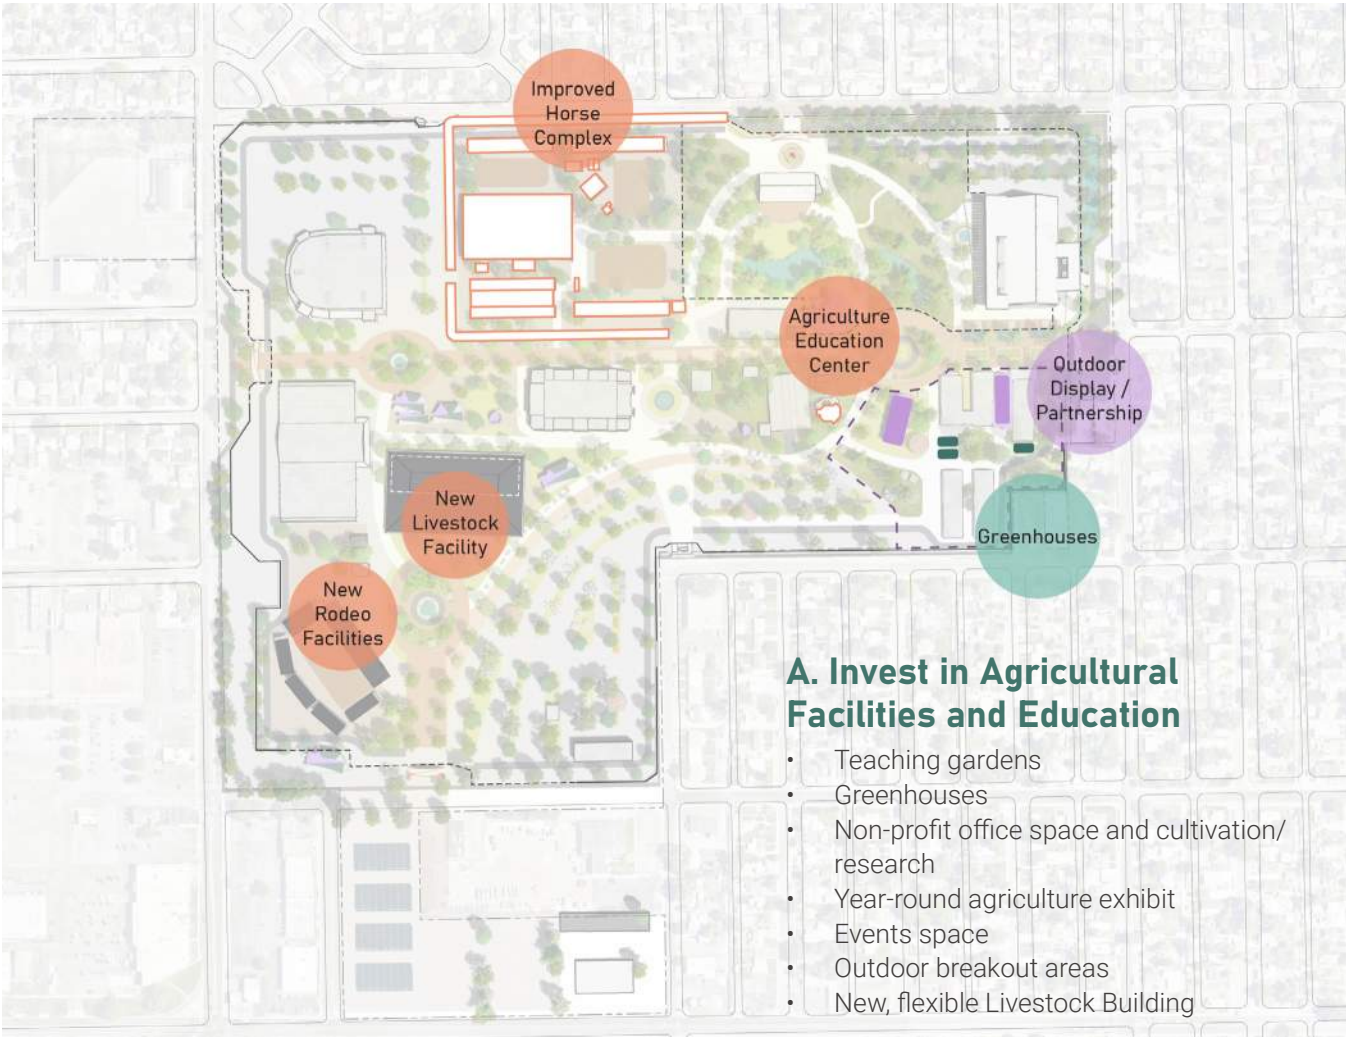 Improved
Horse
Complex
Agriculture
Education
Center
Outdoor
Display /
Partnership
New
Livestock
Facility
Greenhouses
New
Rodeo
Facilities
A. Invest in Agricultural
Facilities and Education
• Teaching gardens
• Greenhouses
• Non-profit office space and cultivation/
research
• Year-round agriculture exhibit
• Events space
• Outdoor breakout areas
• New, flexible Livestock Building